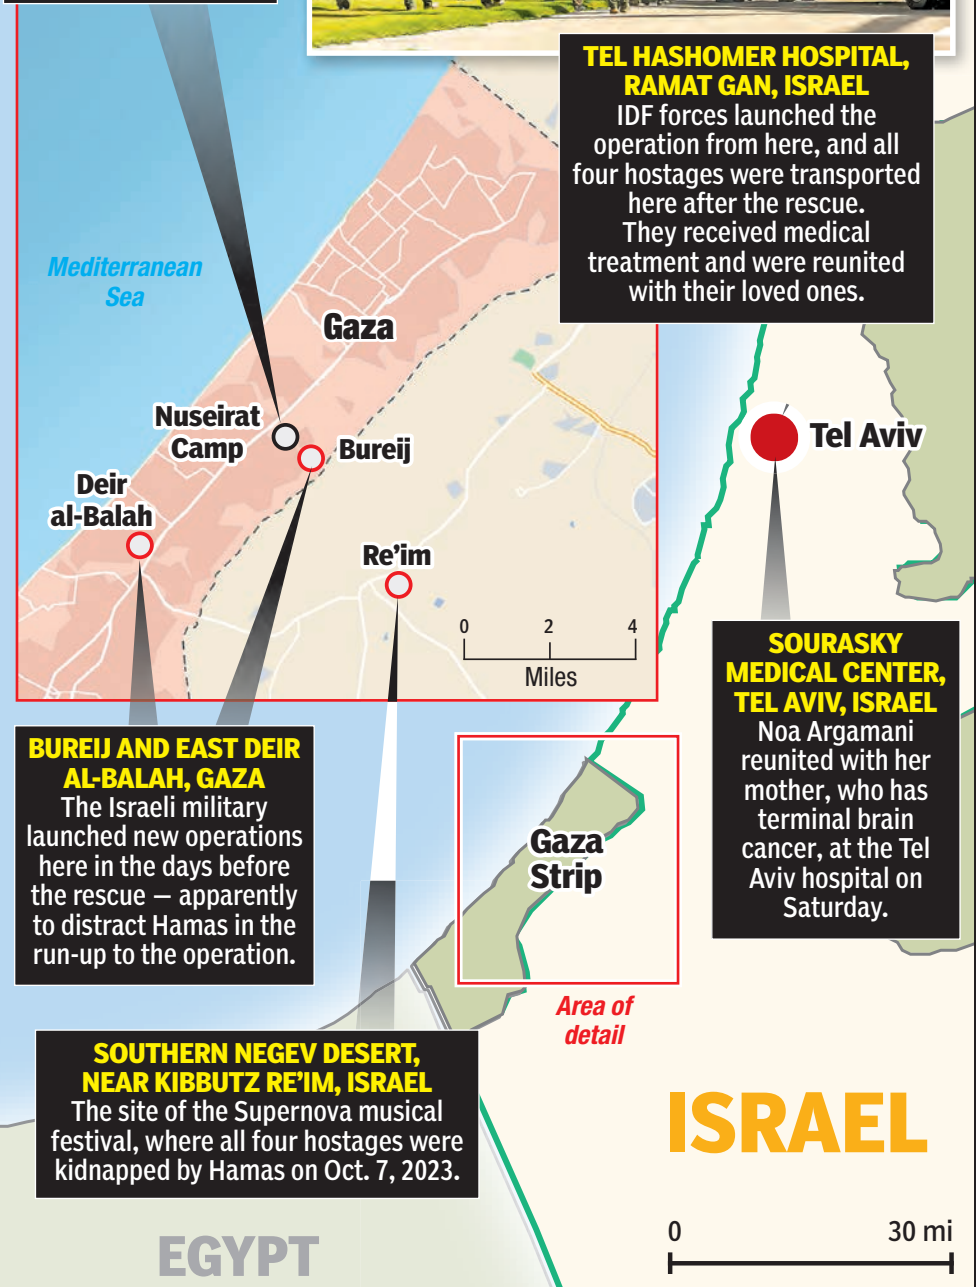 TEL HASHOMER HOSPITAL,
RAMAT GAN, ISRAEL
IDF forces launched the
operation from here, and all
four hostages were transported
here after the rescue.
They received medical
treatment and were reunited
with their loved ones.
Mediterranean
Sea
Gaza
Nuseirat
Camp
Bureij
Deir
al-Balah
Re’im
0 2 4
Miles
Tel Aviv
SOURASKY
MEDICAL CENTER,
TEL AVIV, ISRAEL
Noa Argamani
reunited with her
mother, who has
terminal brain
cancer, at the Tel
Aviv hospital on
Saturday.
BUREIJ AND EAST DEIR
AL-BALAH, GAZA
The Israeli military
launched new operations
here in the days before
the rescue — apparently
to distract Hamas in the
run-up to the operation.
Gaza
Strip
Area of
detail
SOUTHERN NEGEV DESERT,
NEAR KIBBUTZ RE’IM, ISRAEL
The site of the Supernova musical
festival, where all four hostages were
kidnapped by Hamas on Oct. 7, 2023.
ISRAEL
EGYPT
0 30 mi